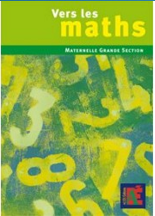 Vers les
maths
MATERNELLE GRANDE SECTION